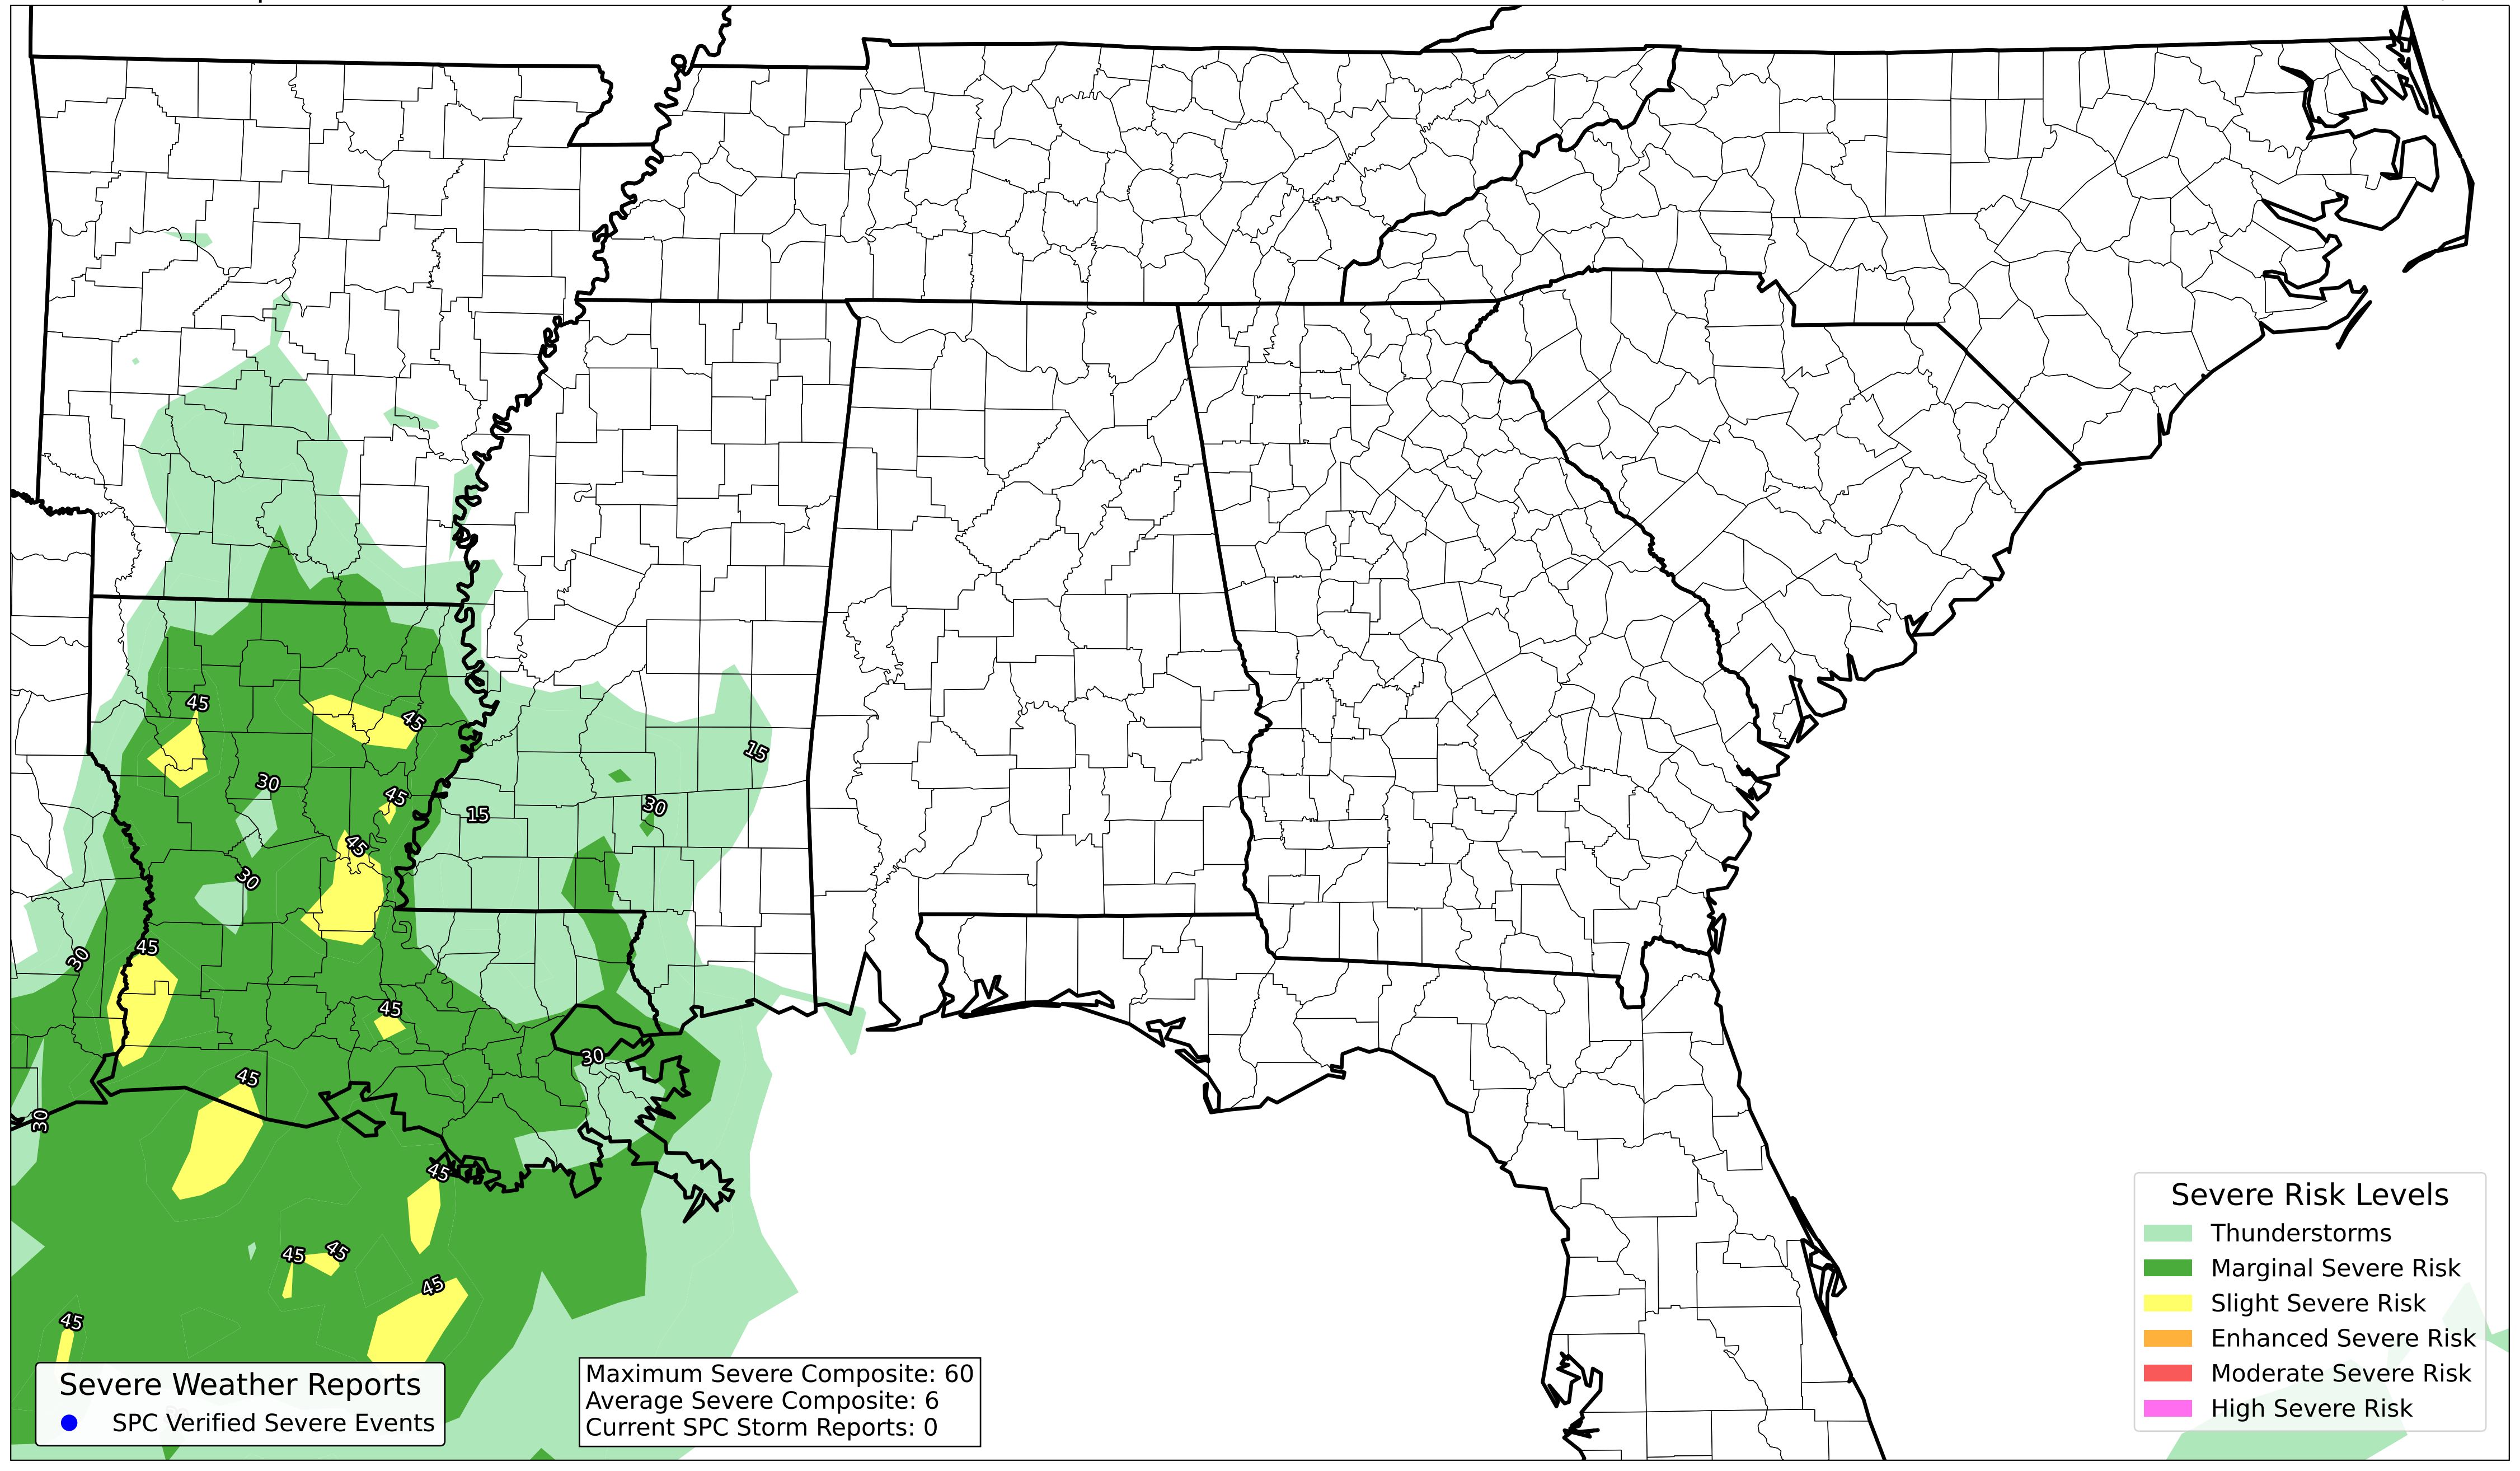 45
45
15
30
45
30
15
45
30
45
30
45
30
45
30
45
45
45
45
45
Severe Risk Levels
Thunderstorms
Marginal Severe Risk
Slight Severe Risk
Enhanced Severe Risk
Moderate Severe Risk
High Severe Risk
Severe Weather Reports
SPC Verified Severe Events
Maximum Severe Composite: 60
Average Severe Composite: 6
Current SPC Storm Reports: 0